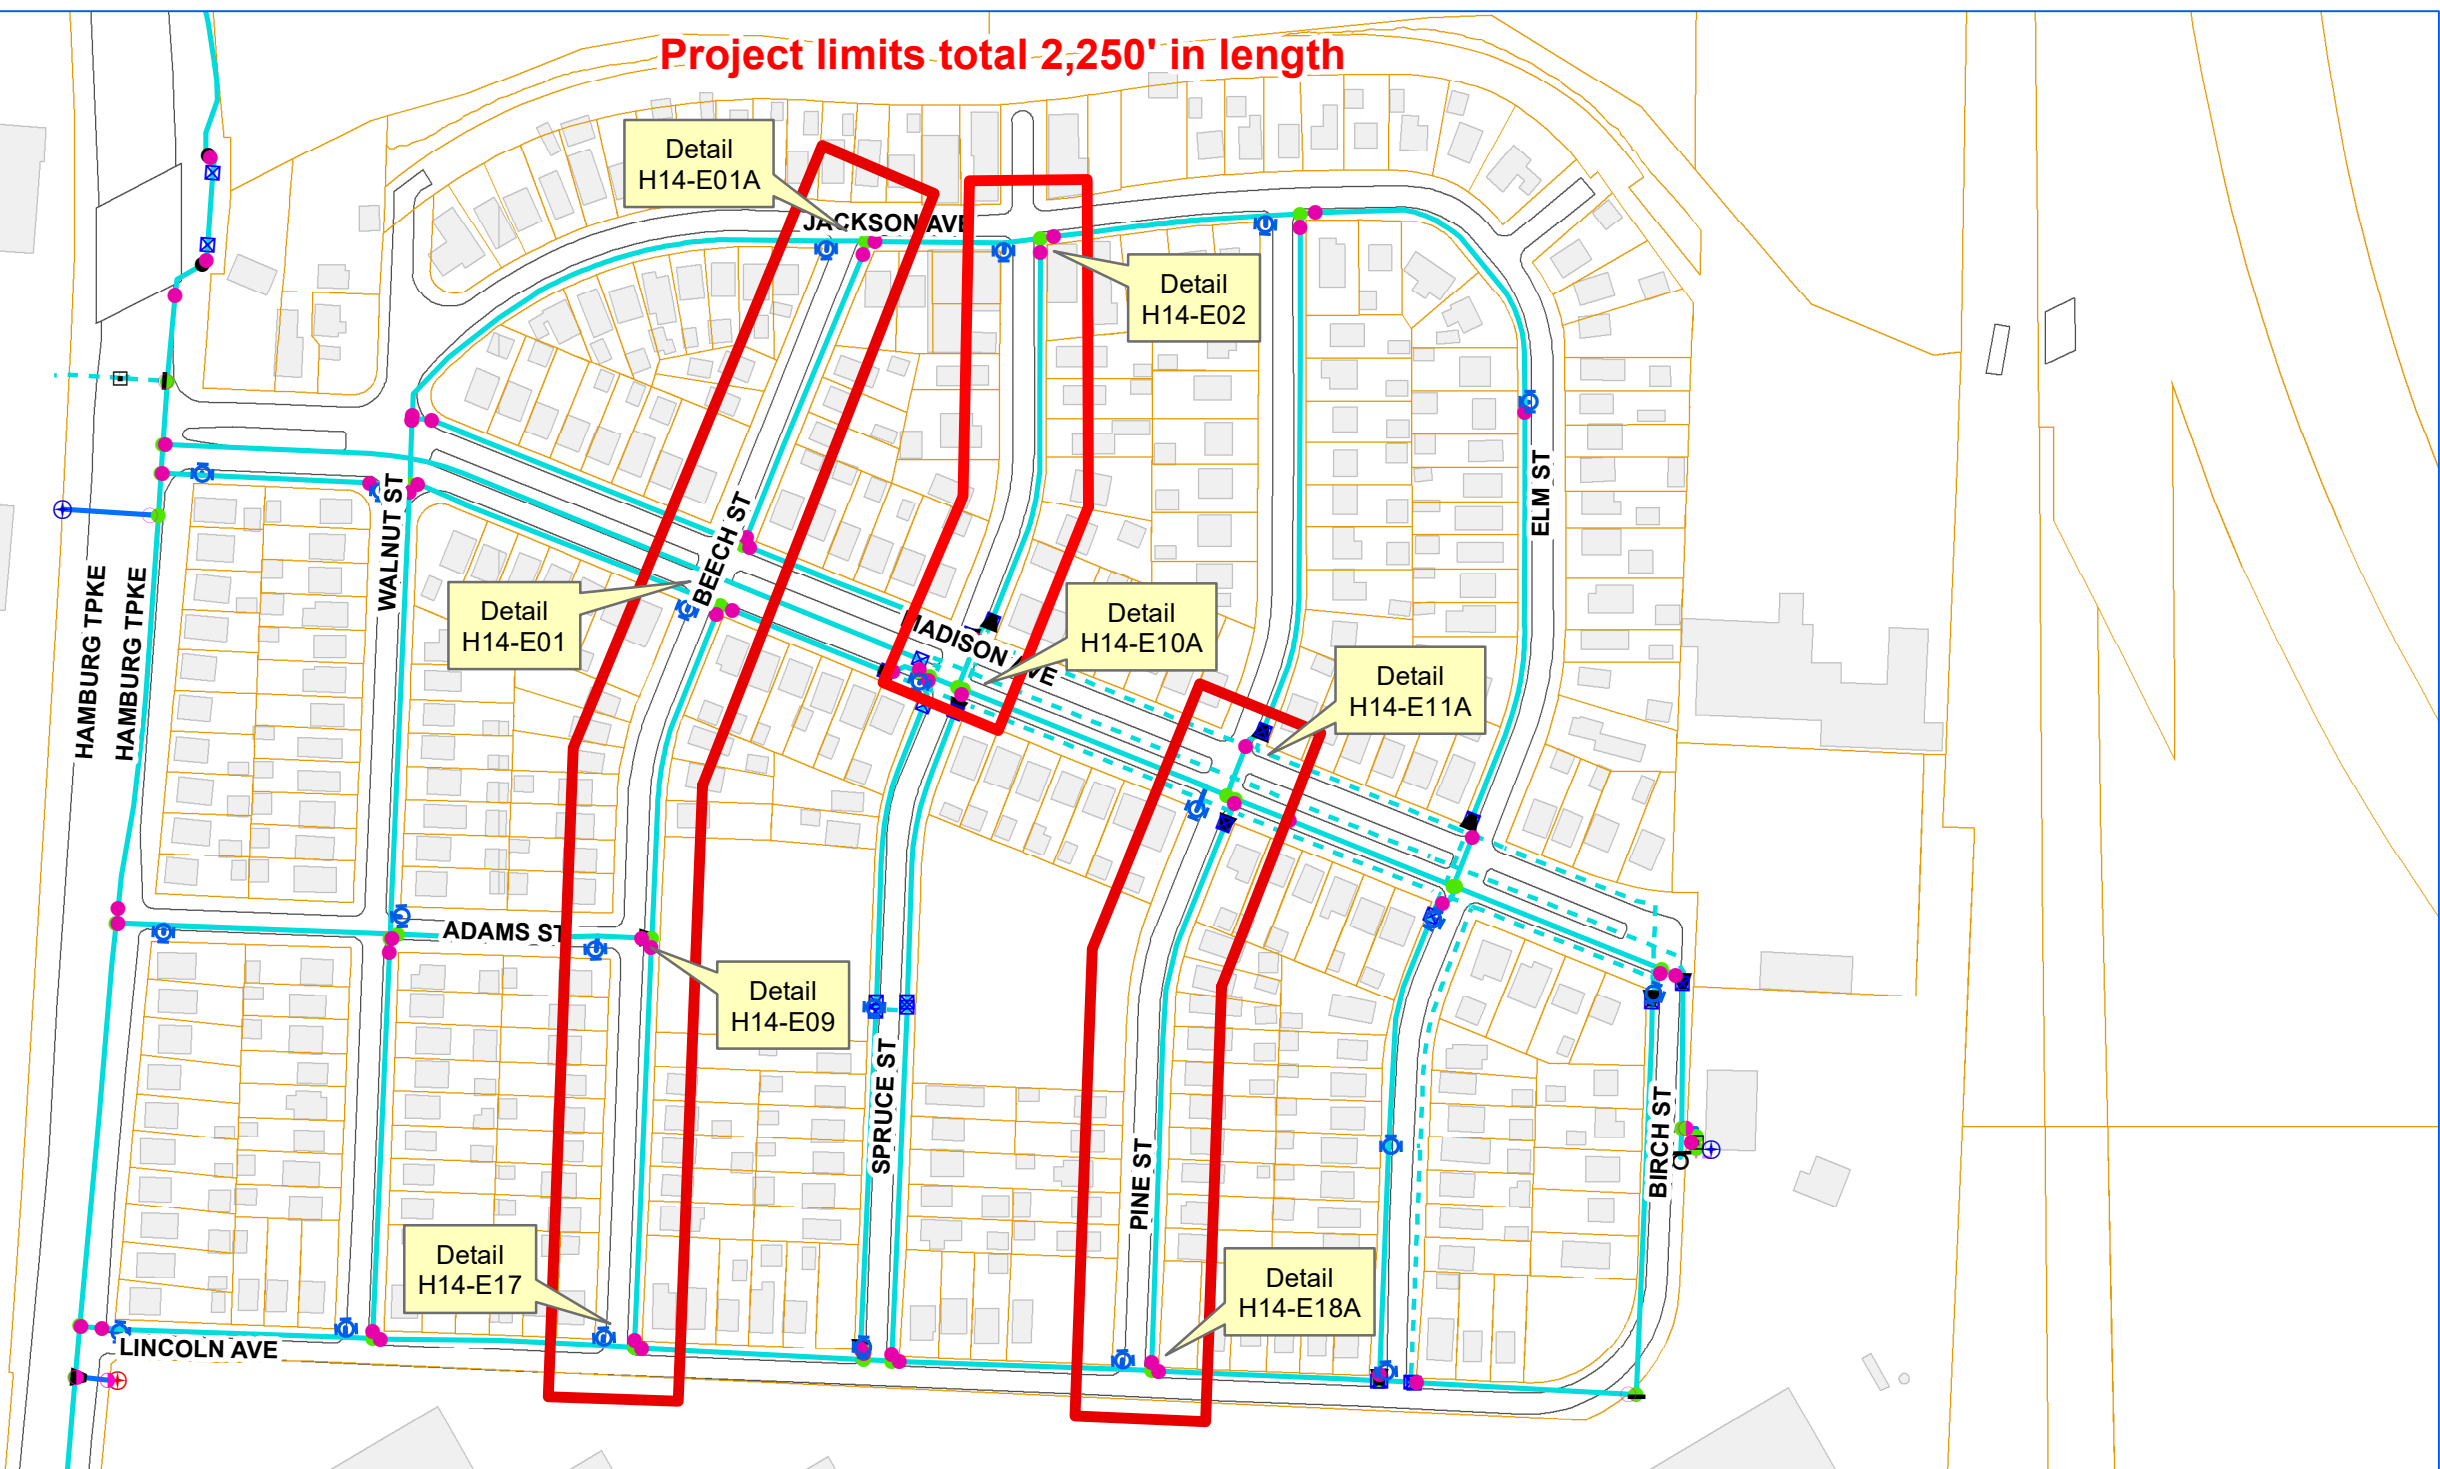 Project limits total 2,250' in length
Detail
H14-E01A
JACKSON AVE
Detail
H14-E02
ELM ST
WALNUT ST
BEECH ST
HAMBURG TPKE
HAMBURG TPKE
Detail
H14-E01
MADISON AVE
Detail
H14-E10A
Detail
H14-E11A
ADAMS ST
Detail
H14-E09
SPRUCE ST
PINE ST
BIRCH ST
Detail
H14-E17
Detail
H14-E18A
LINCOLN AVE